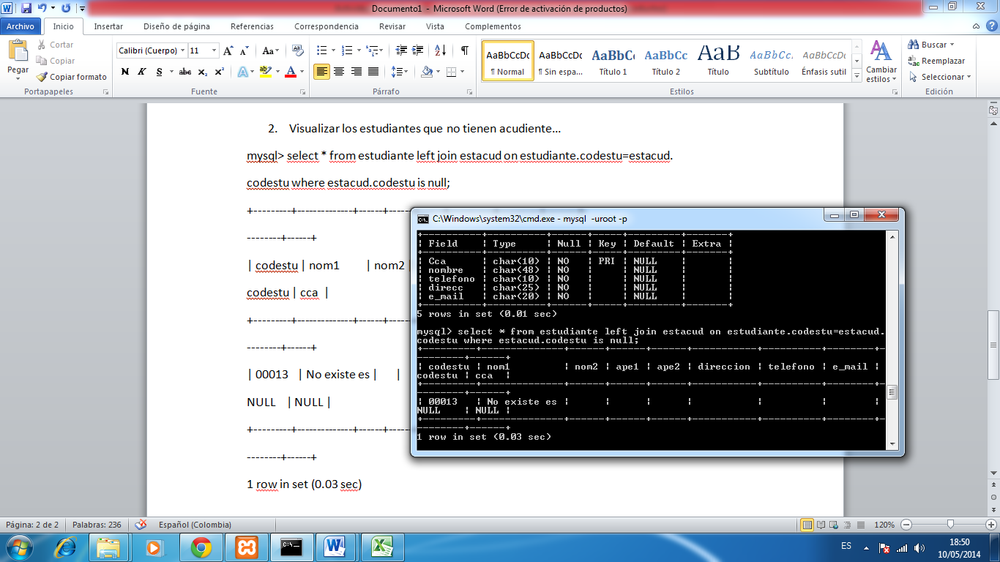 Documento1 - Microsoft Word (Error de activación de productos)
Archivo Inicio Insertar Diseño de página Referencias Correspondencia Revisar Vista Complementos
Pegar
Cortar
Copiar
Copiar formato
Portapapeles
Calibri (Cuerpo) 11
N K S abc x₂ x² Aa
Fuente
Párrafo
AaBbCcDc AaBbCcDc AaBbC AaBbCc AaB AaBbCc. AaBbCcDc
¶ Normal ¶ Sin espa... Título 1 Título 2 Título Subtítulo Énfasis sutil
Estilos
Cambiar estilos
Buscar
Reemplazar
Seleccionar
Edición
2. Visualizar los estudiantes que no tienen acudiente...
mysql> select * from estudiante left join estacud on estudiante.codestu=estacud.
codestu where estacud.codestu is null;
+---------+-------------+------+-----
--------+------+
| codestu | nom1 | nom2 |
codestu | cca |
+---------+-------------+------+-----
--------+------+
| 00013 | No existe es | |
NULL | NULL |
+---------+-------------+------+-----
--------+------+
1 row in set (0.03 sec)
C:\Windows\system32\cmd.exe - mysql -uroot -p
+----------+----------+------+-----+---------+-------+
| Field | Type | Null | Key | Default | Extra |
+----------+----------+------+-----+---------+-------+
| Cca | char(10) | NO | PRI | NULL | |
| nombre | char(48) | NO | | NULL | |
| telefono | char(10) | NO | | NULL | |
| direcc | char(25) | NO | | NULL | |
| e_mail | char(20) | NO | | NULL | |
+----------+----------+------+-----+---------+-------+
5 rows in set (0.01 sec)
mysql> select * from estudiante left join estacud on estudiante.codestu=estacud.
codestu where estacud.codestu is null;
+---------+--------------+------+------+------+-----------+----------+--------+-
--------+------+
| codestu | nom1 | nom2 | ape1 | ape2 | direccion | telefono | e_mail |
codestu | cca |
+---------+--------------+------+------+------+-----------+----------+--------+-
--------+------+
| 00013 | No existe es | | | | | | |
NULL | NULL |
+---------+--------------+------+------+------+-----------+----------+--------+-
--------+------+
1 row in set (0.03 sec)
Página: 2 de 2 Palabras: 236 Español (Colombia) 120%
ES 18:50
10/05/2014